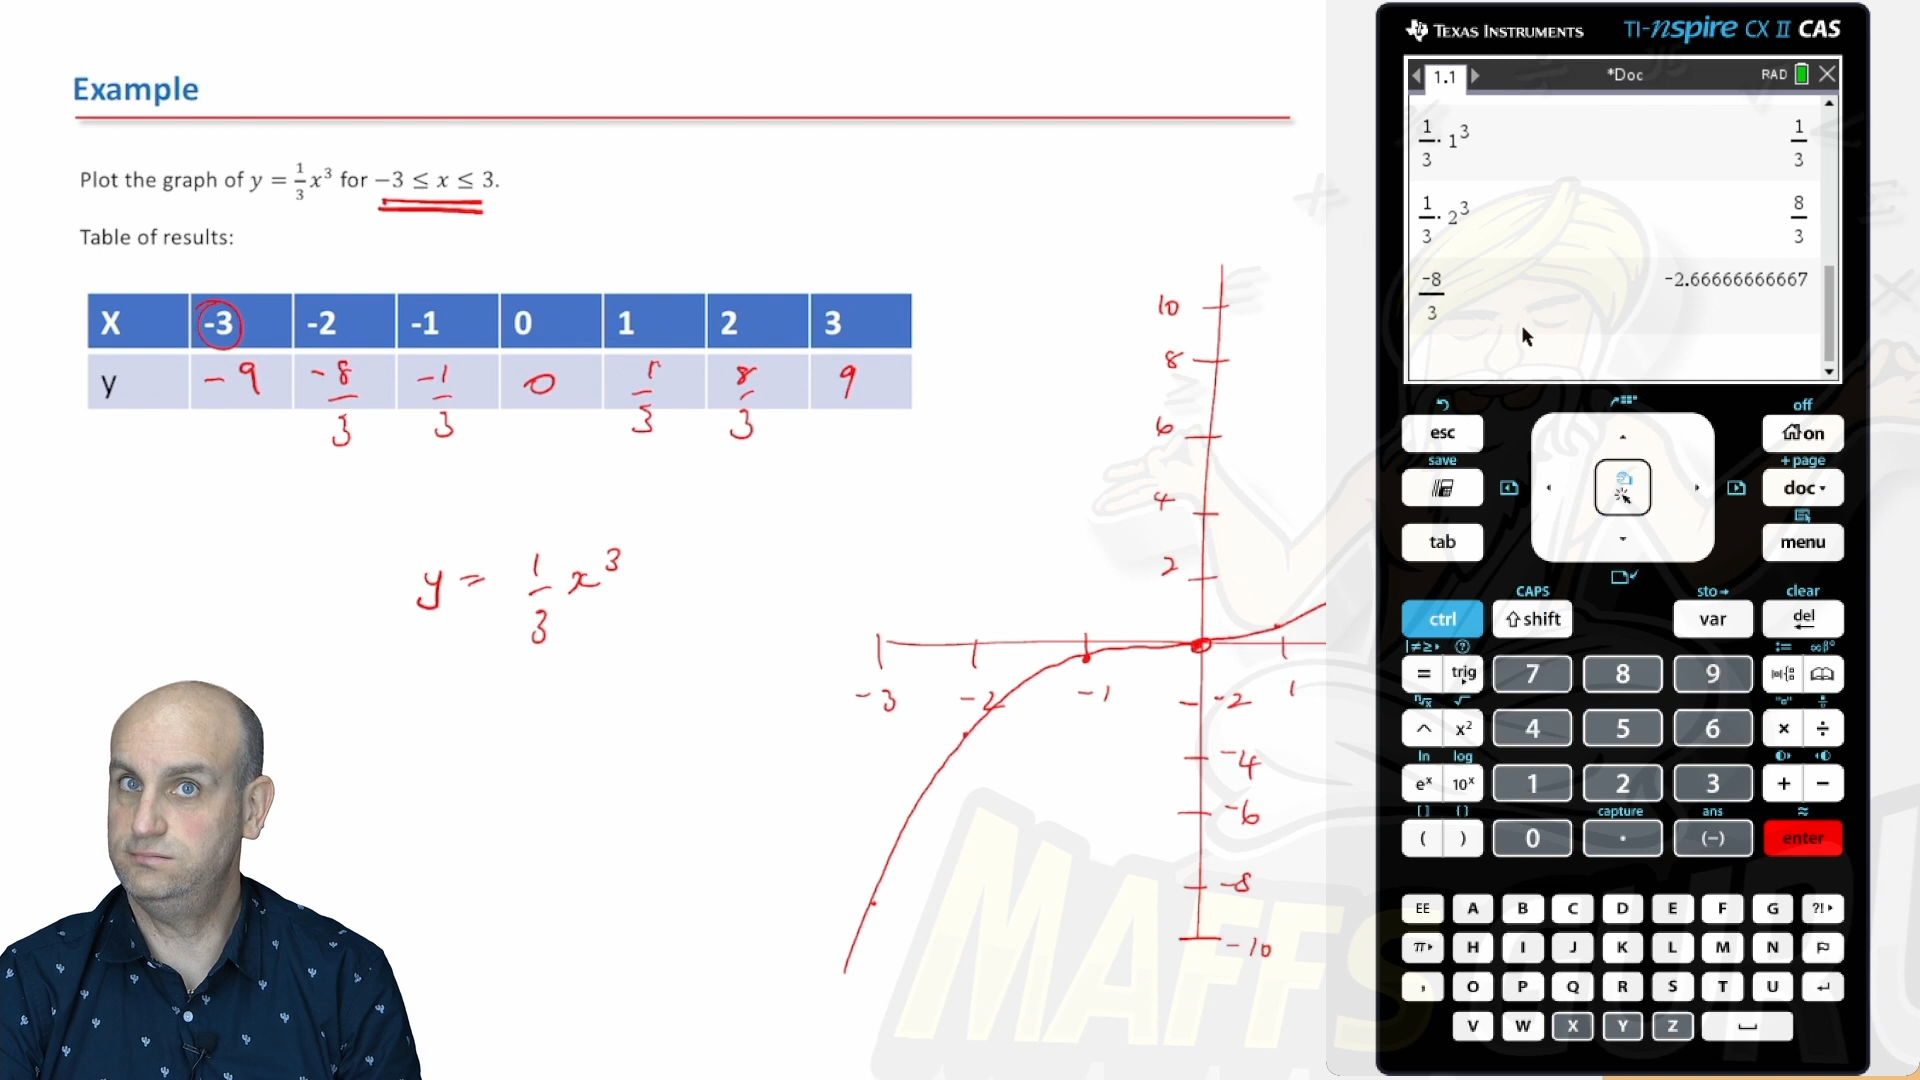 Example
Plot the graph of y = 1/3 x³ for −3 ≤ x ≤ 3.
Table of results:
X -3 -2 -1 0 1 2 3
y -9 -8/3 -1/3 0 1/3 8/3 9
y = 1/3 x³
10
8
6
4
2
-3 -2 -1 -2 1
-4
-6
-8
-10
MAFFS GURU
TEXAS INSTRUMENTS TI-nspire CX II CAS
1.1 *Doc RAD
1/3 · 1³ 1/3
1/3 · 2³ 8/3
-8/3 -2.66666666667
off
esc on
save + page
doc
tab menu
CAPS sto→ clear
ctrl shift var del
|≠≥▸ ? := ∞β°
= trig 7 8 9
ⁿ√x √ "□"
^ x² 4 5 6 × ÷
ln log
eˣ 10ˣ 1 2 3 + −
[ ] { } capture ans ≈
( ) 0 . (−) enter
EE A B C D E F G ?!▸
π▸ H I J K L M N
, O P Q R S T U ↵
V W X Y Z